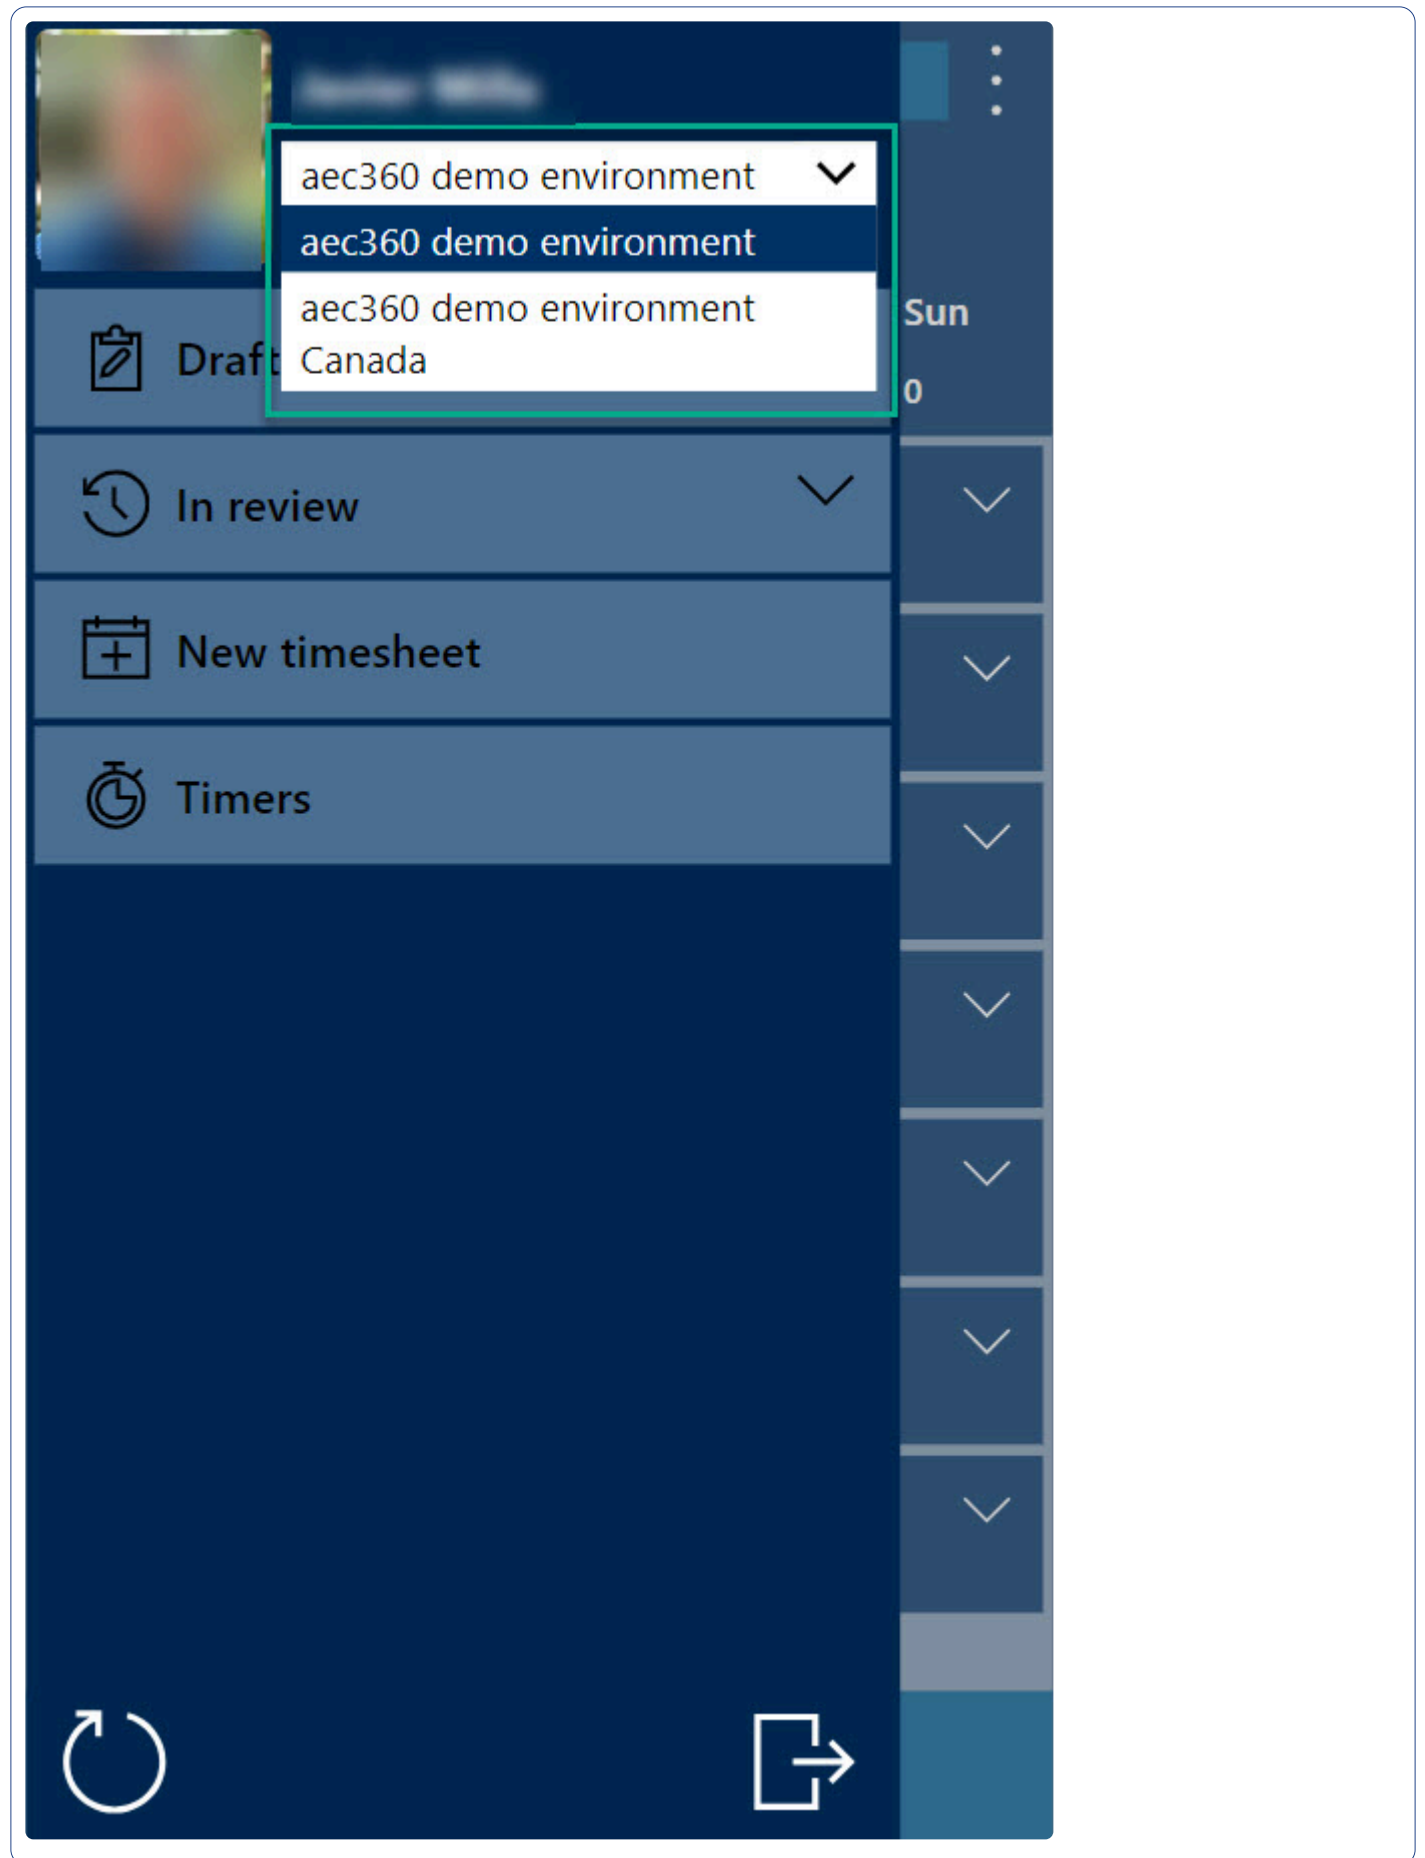 aec360 demo environment
aec360 demo environment
aec360 demo environment
Canada
Sun
0
Draft
In review
New timesheet
Timers